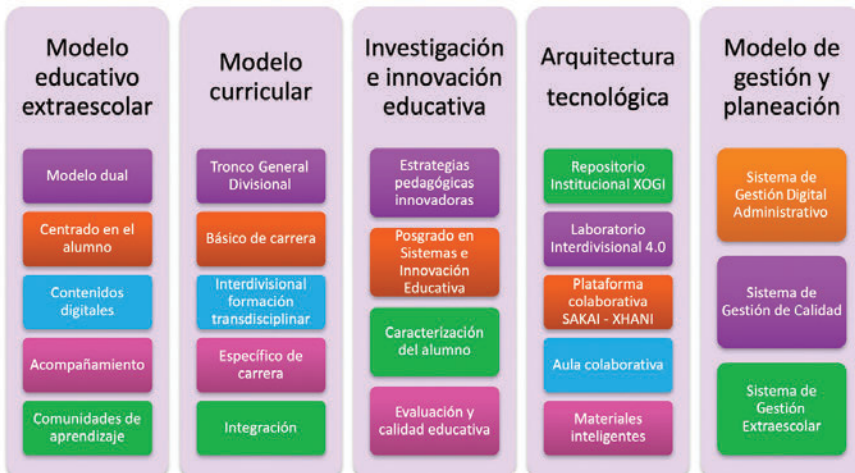 Modelo
educativo
extraescolar
Modelo dual
Centrado en el
alumno
Contenidos
digitales
Acompañamiento
Comunidades de
aprendizaje
Modelo
curricular
Tronco General
Divisional
Básico de carrera
Interdivisional
formación
transdisciplinar
Específico de
carrera
Integración
Investigación
e innovación
educativa
Estrategias
pedagógicas
innovadoras
Posgrado en
Sistemas e
Innovación
Educativa
Caracterización
del alumno
Evaluación y
calidad educativa
Arquitectura
tecnológica
Repositorio
Institucional XOGI
Laboratorio
Interdivisional 4.0
Plataforma
colaborativa
SAKAI - XHANI
Aula colaborativa
Materiales
inteligentes
Modelo de
gestión y
planeación
Sistema de
Gestión Digital
Administrativo
Sistema de
Gestión de Calidad
Sistema de
Gestión
Extraescolar